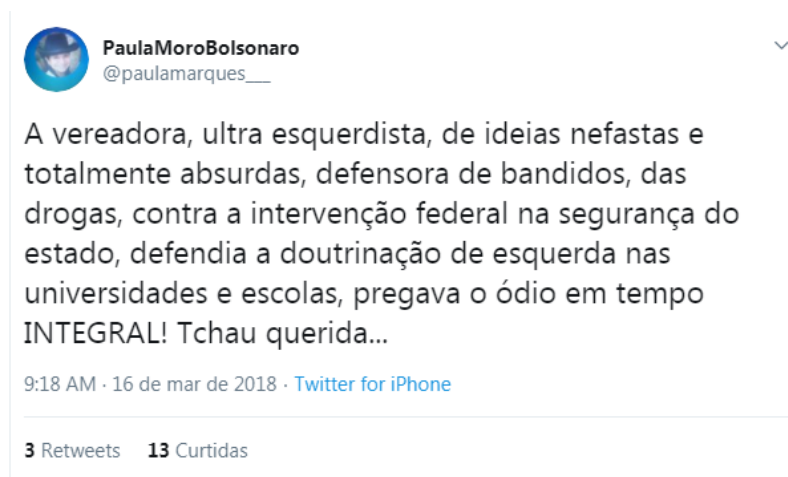 PaulaMoroBolsonaro
@paulamarques___
A vereadora, ultra esquerdista, de ideias nefastas e
totalmente absurdas, defensora de bandidos, das
drogas, contra a intervenção federal na segurança do
estado, defendia a doutrinação de esquerda nas
universidades e escolas, pregava o ódio em tempo
INTEGRAL! Tchau querida...
9:18 AM · 16 de mar de 2018 · Twitter for iPhone
3 Retweets 13 Curtidas